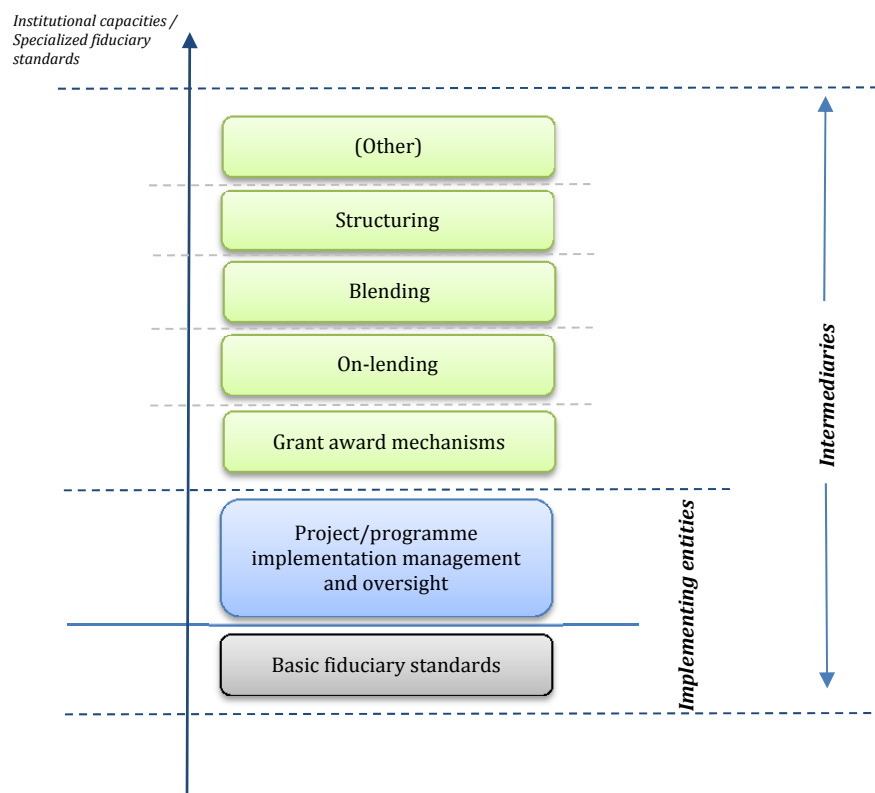 Institutional capacities /
Specialized fiduciary
standards
(Other)
Structuring
Blending
On-lending
Grant award mechanisms
Project/programme
implementation management
and oversight
Basic fiduciary standards
Implementing entities
Intermediaries